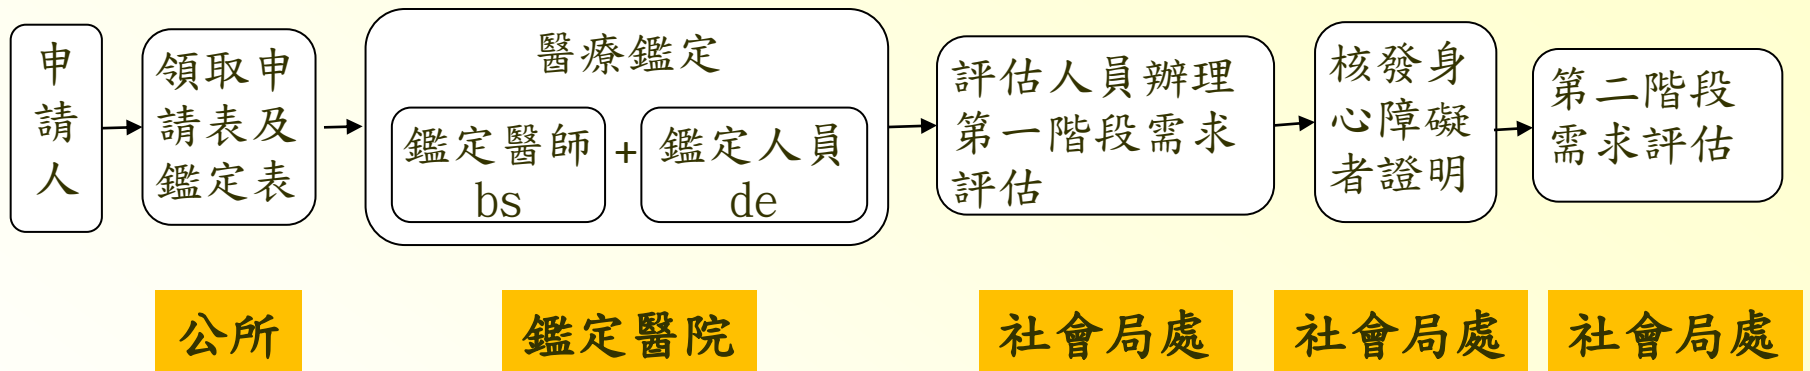 申
請
人
領取申
請表及
鑑定表
醫療鑑定
鑑定醫師
bs
+
鑑定人員
de
評估人員辦理
第一階段需求
評估
核發身
心障礙
者證明
第二階段
需求評估
公所
鑑定醫院
社會局處
社會局處
社會局處